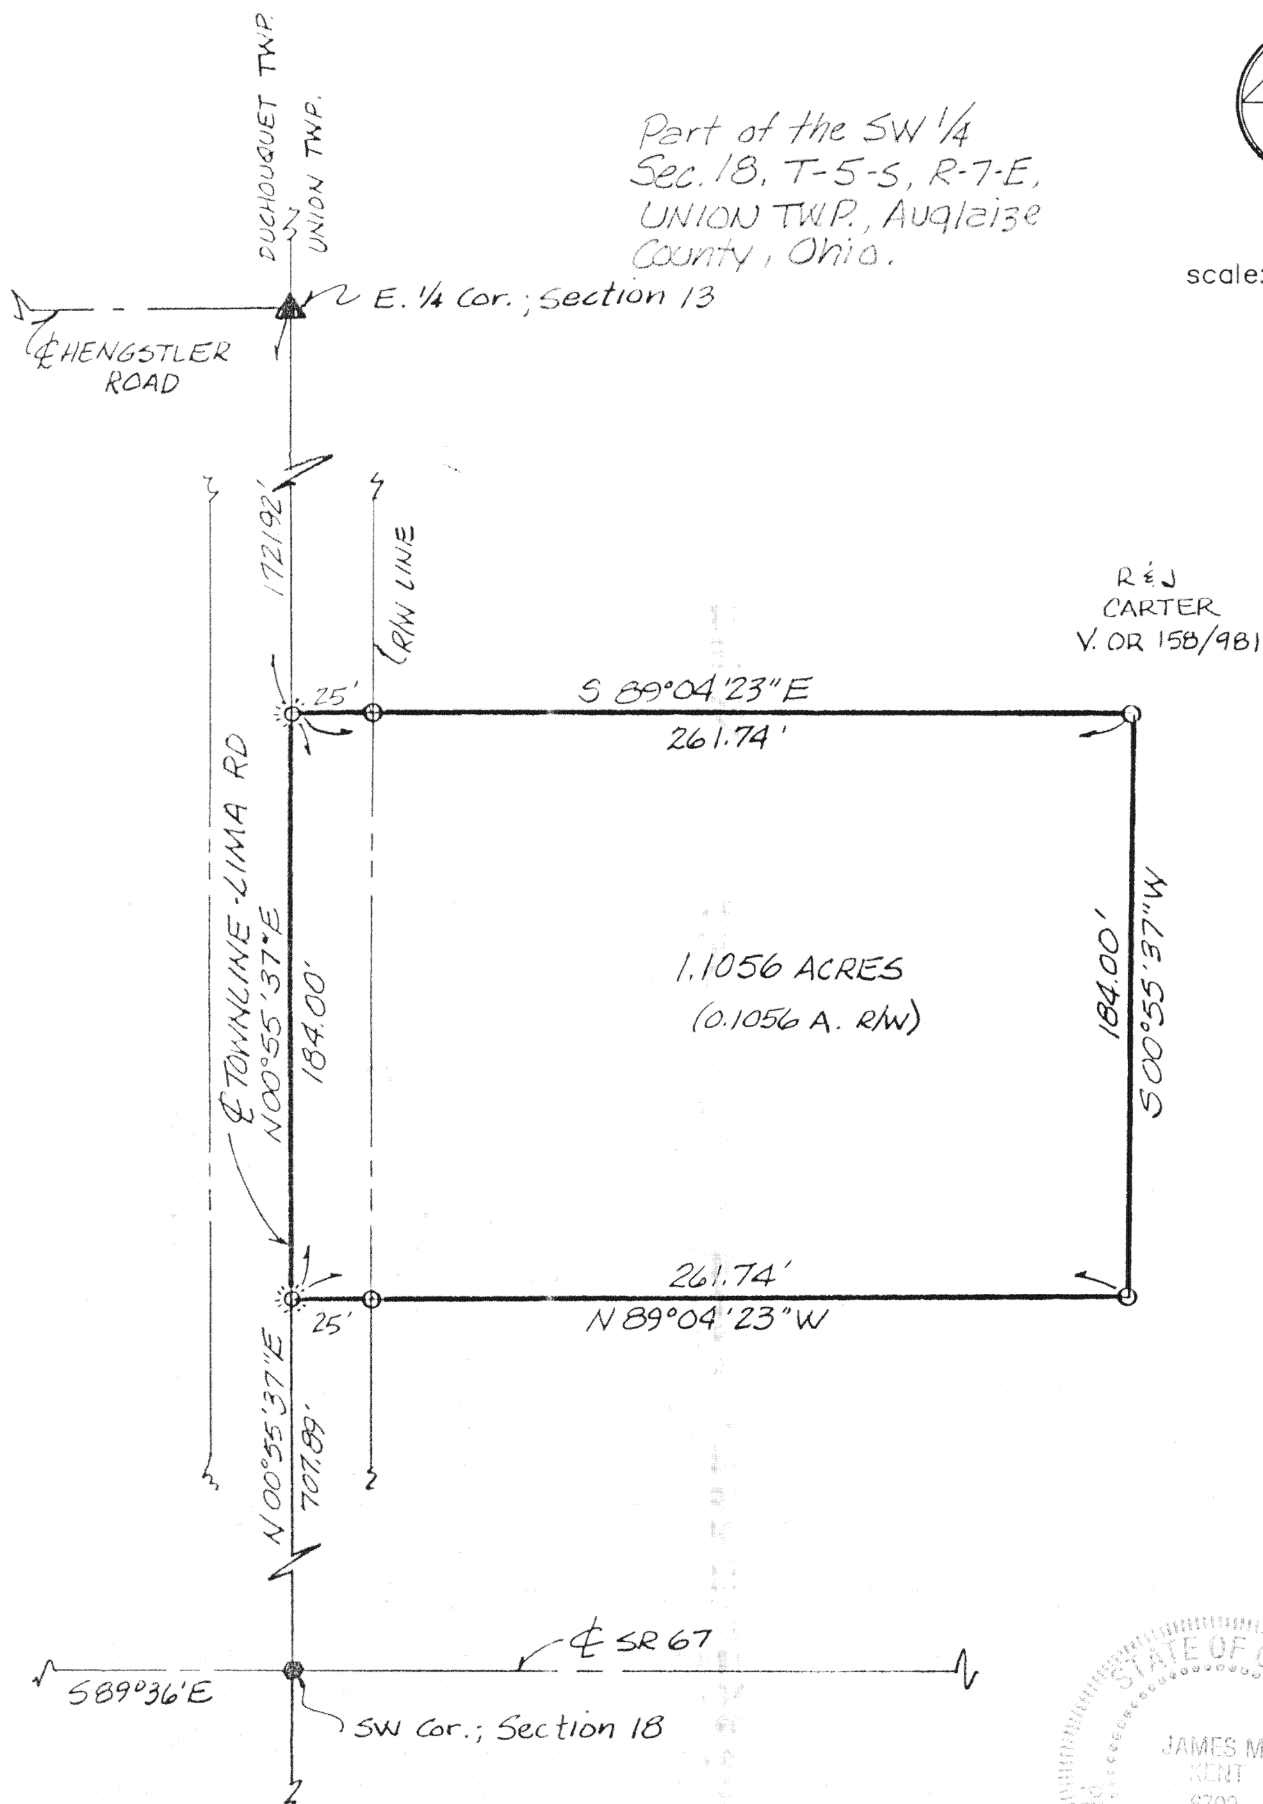 DUCHOUQUET TWP.
UNION TWP.
Part of the SW 1/4
Sec. 18, T-5-S, R-7-E,
UNION TWP., Auglaize
County, Ohio.
scale:
E. 1/4 Cor.; Section 13
℄ HENGSTLER
ROAD
1721.92'
R/W LINE
R & J
CARTER
V. OR 158/981
25'
S 89°04'23"E
261.74'
℄ TOWNLINE-LIMA RD
N 00°55'37"E
184.00'
1.1056 ACRES
(0.1056 A. R/W)
184.00'
S 00°55'37"W
261.74'
25'
N 89°04'23"W
N 00°55'37"E
707.89'
℄ SR 67
S 89°36'E
SW Cor.; Section 18
STATE OF
JAMES M
KENT